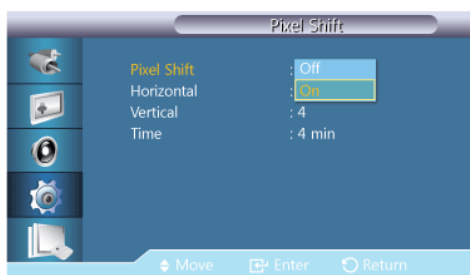 Pixel Shift
Pixel Shift : Off
Horizontal : On
Vertical : 4
Time : 4 min
Move Enter Return